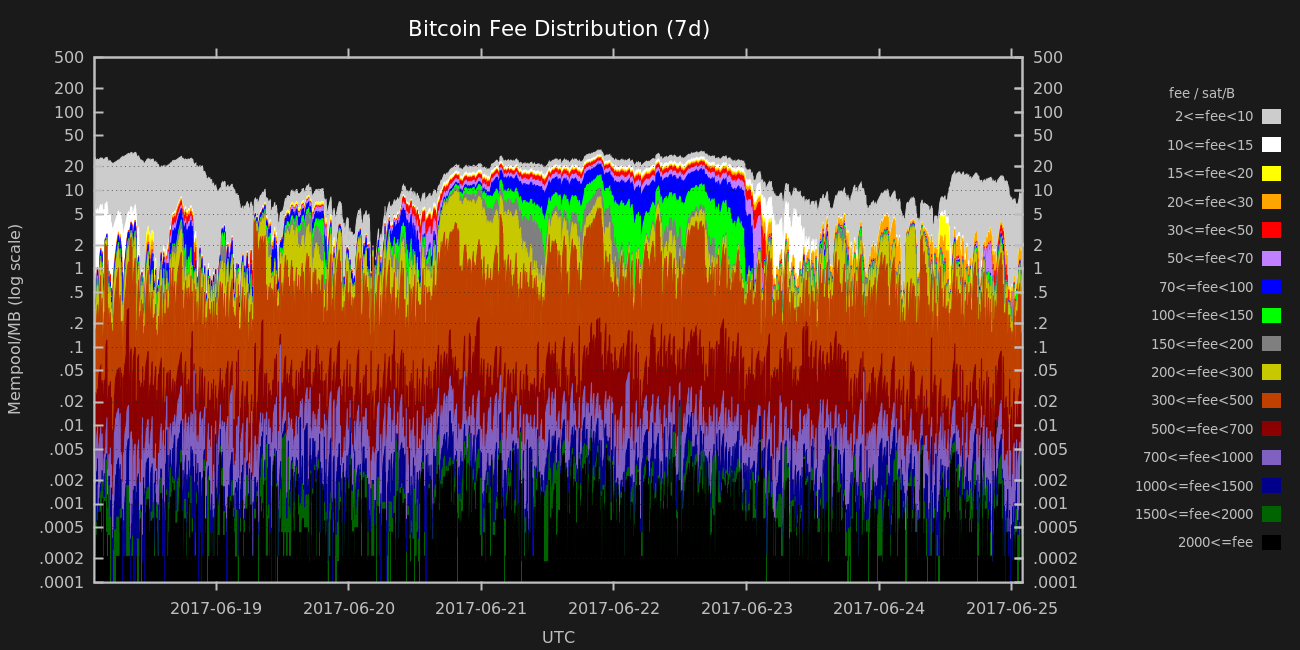 Bitcoin Fee Distribution (7d)
500 500
200 200
100 100
50 50
20 20
10 10
5 5
2 2
1 1
.5 .5
.2 .2
.1 .1
.05 .05
.02 .02
.01 .01
.005 .005
.002 .002
.001 .001
.0005 .0005
.0002 .0002
.0001 .0001
Mempool/MB (log scale)
2017-06-19 2017-06-20 2017-06-21 2017-06-22 2017-06-23 2017-06-24 2017-06-25
UTC
fee / sat/B
2<=fee<10
10<=fee<15
15<=fee<20
20<=fee<30
30<=fee<50
50<=fee<70
70<=fee<100
100<=fee<150
150<=fee<200
200<=fee<300
300<=fee<500
500<=fee<700
700<=fee<1000
1000<=fee<1500
1500<=fee<2000
2000<=fee